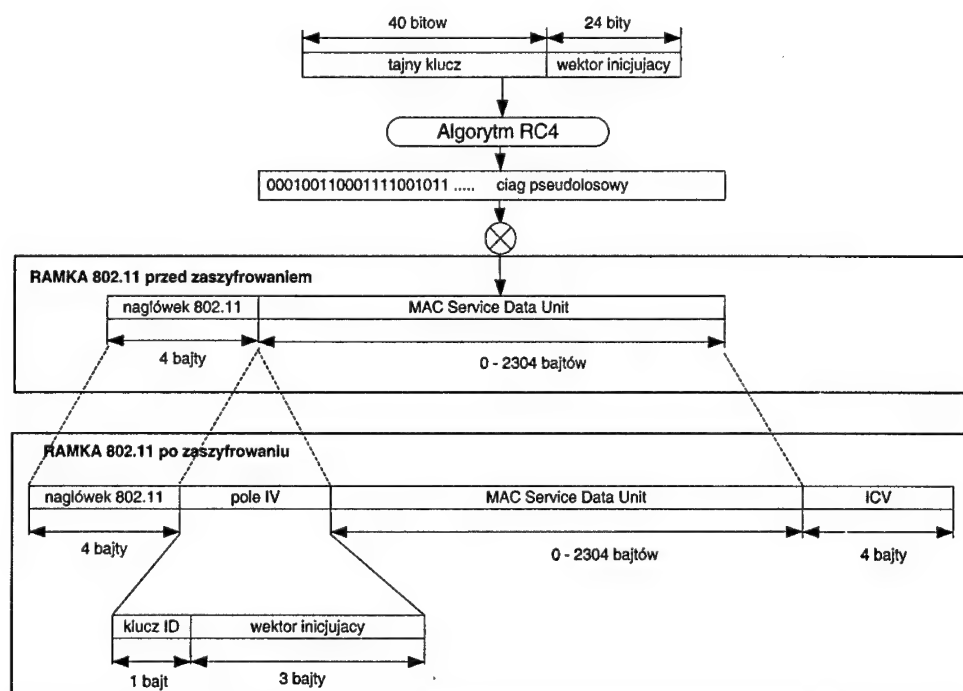 40 bitow 24 bity
tajny klucz wektor inicjujacy
Algorytm RC4
000100110001111001011 ..... ciag pseudolosowy
RAMKA 802.11 przed zaszyfrowaniem
naglówek 802.11 MAC Service Data Unit
4 bajty 0 - 2304 bajtów
RAMKA 802.11 po zaszyfrowaniu
naglówek 802.11 pole IV MAC Service Data Unit ICV
4 bajty 0 - 2304 bajtów 4 bajty
klucz ID wektor inicjujacy
1 bajt 3 bajty